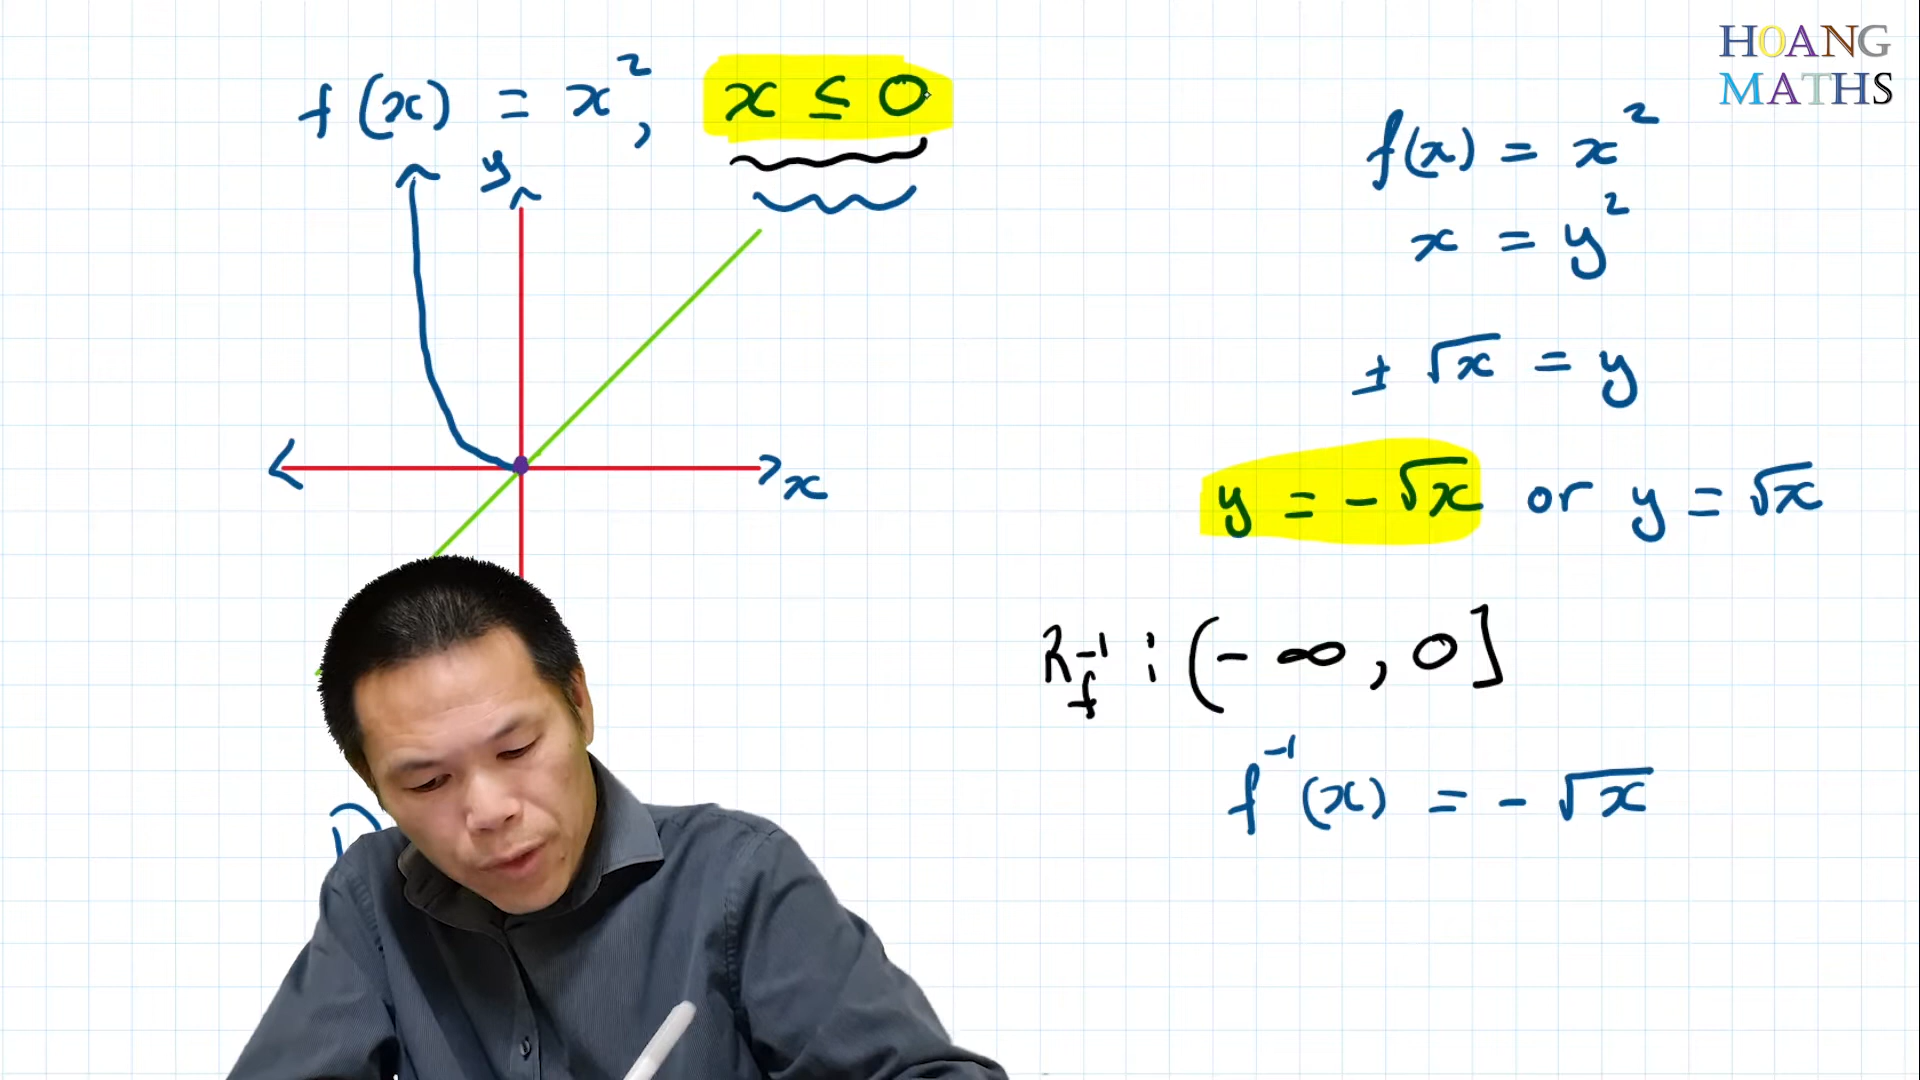 f(x) = x², x ≤ 0
y
x
D
HOANG
MATHS
f(x) = x²
x = y²
± √x = y
y = -√x or y = √x
R_f⁻¹ : (-∞, 0]
f⁻¹(x) = -√x